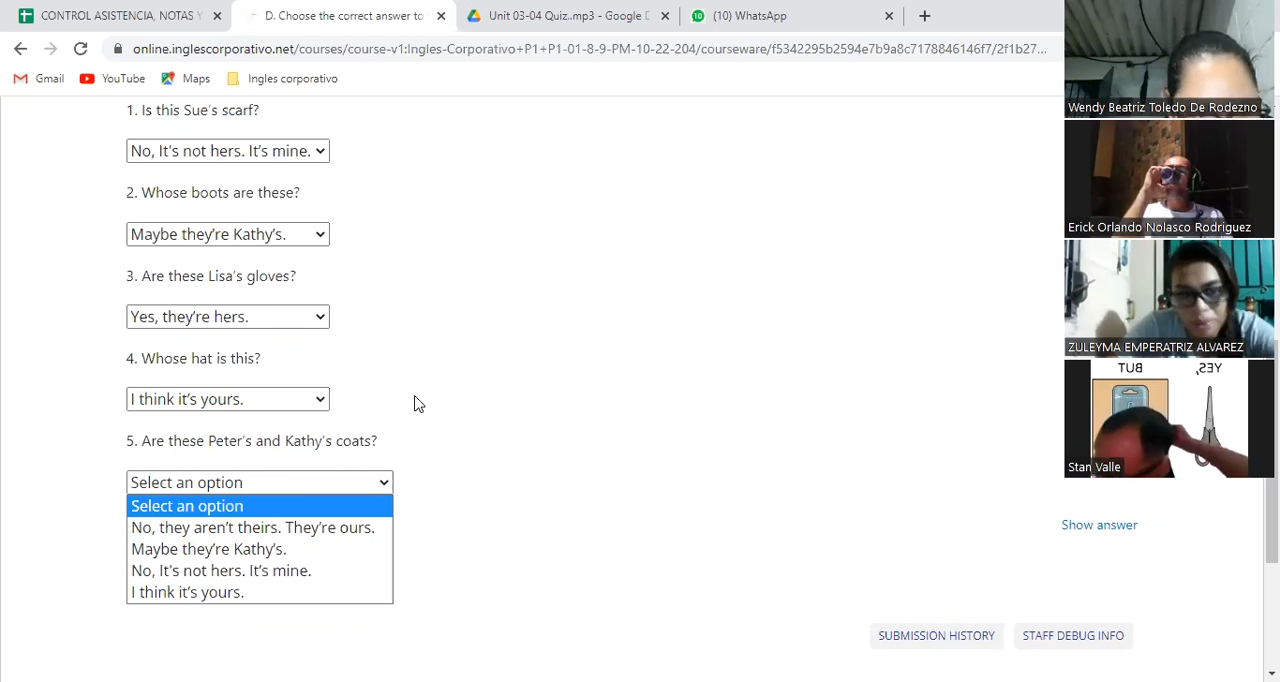 CONTROL ASISTENCIA, NOTAS Y
D. Choose the correct answer to
Unit 03-04 Quiz..mp3 - Google D
(10) WhatsApp
online.inglescorporativo.net/courses/course-v1:Ingles-Corporativo+P1+P1-01-8-9-PM-10-22-204/courseware/f5342295b2594e7b9a8c7178846146f7/2f1b27...
Gmail
YouTube
Maps
Ingles corporativo
1. Is this Sue's scarf?
No, It's not hers. It's mine.
2. Whose boots are these?
Maybe they're Kathy's.
3. Are these Lisa's gloves?
Yes, they're hers.
4. Whose hat is this?
I think it's yours.
5. Are these Peter's and Kathy's coats?
Select an option
Select an option
No, they aren't theirs. They're ours.
Maybe they're Kathy's.
No, It's not hers. It's mine.
I think it's yours.
Show answer
SUBMISSION HISTORY
STAFF DEBUG INFO
Wendy Beatriz Toledo De Rodezno
Erick Orlando Nolasco Rodriguez
ZULEYMA EMPERATRIZ ALVAREZ
BUT
YES,
Stan Valle